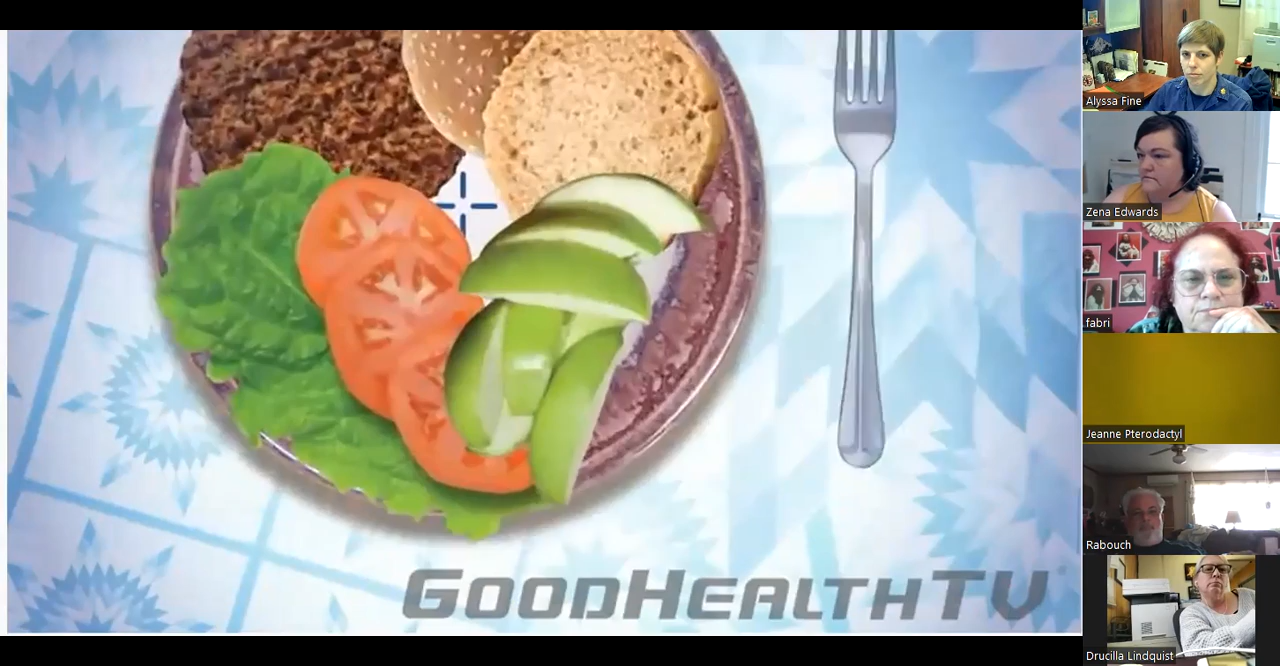 GOODHEALTHTV
Alyssa Fine
Zena Edwards
.fabri
Jeanne Pterodactyl
Rabouch
Drucilla Lindquist